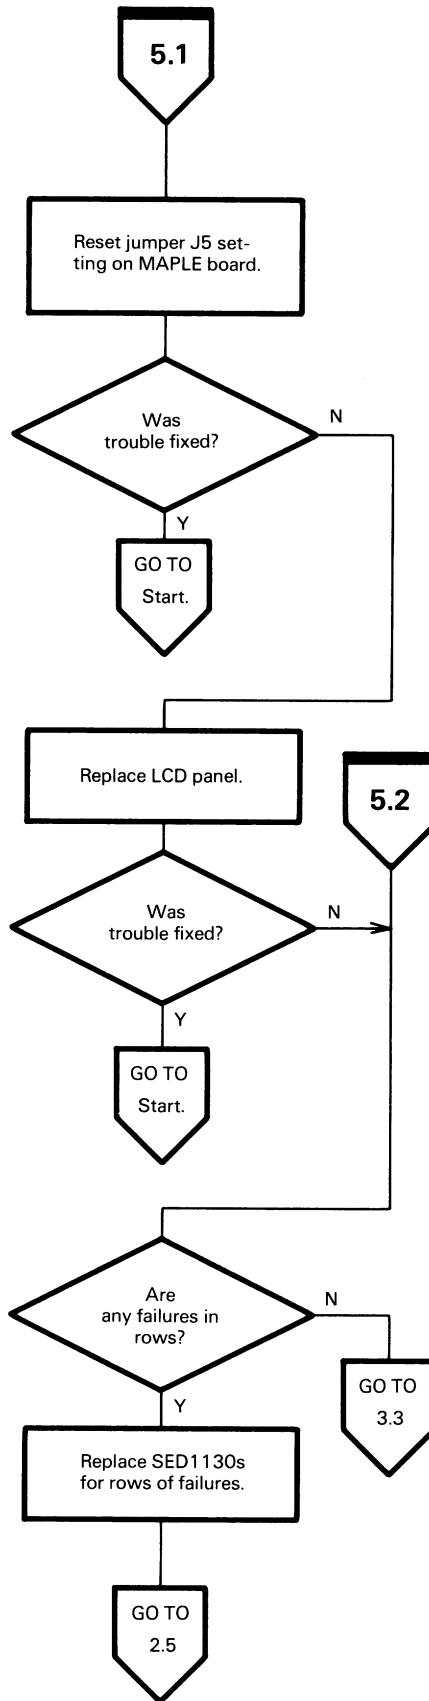 5.1
Reset jumper J5 set-
ting on MAPLE board.
Was
trouble fixed?
N
Y
GO TO
Start.
Replace LCD panel.
5.2
Was
trouble fixed?
N
Y
GO TO
Start.
Are
any failures in
rows?
N
Y
GO TO
3.3
Replace SED1130s
for rows of failures.
GO TO
2.5